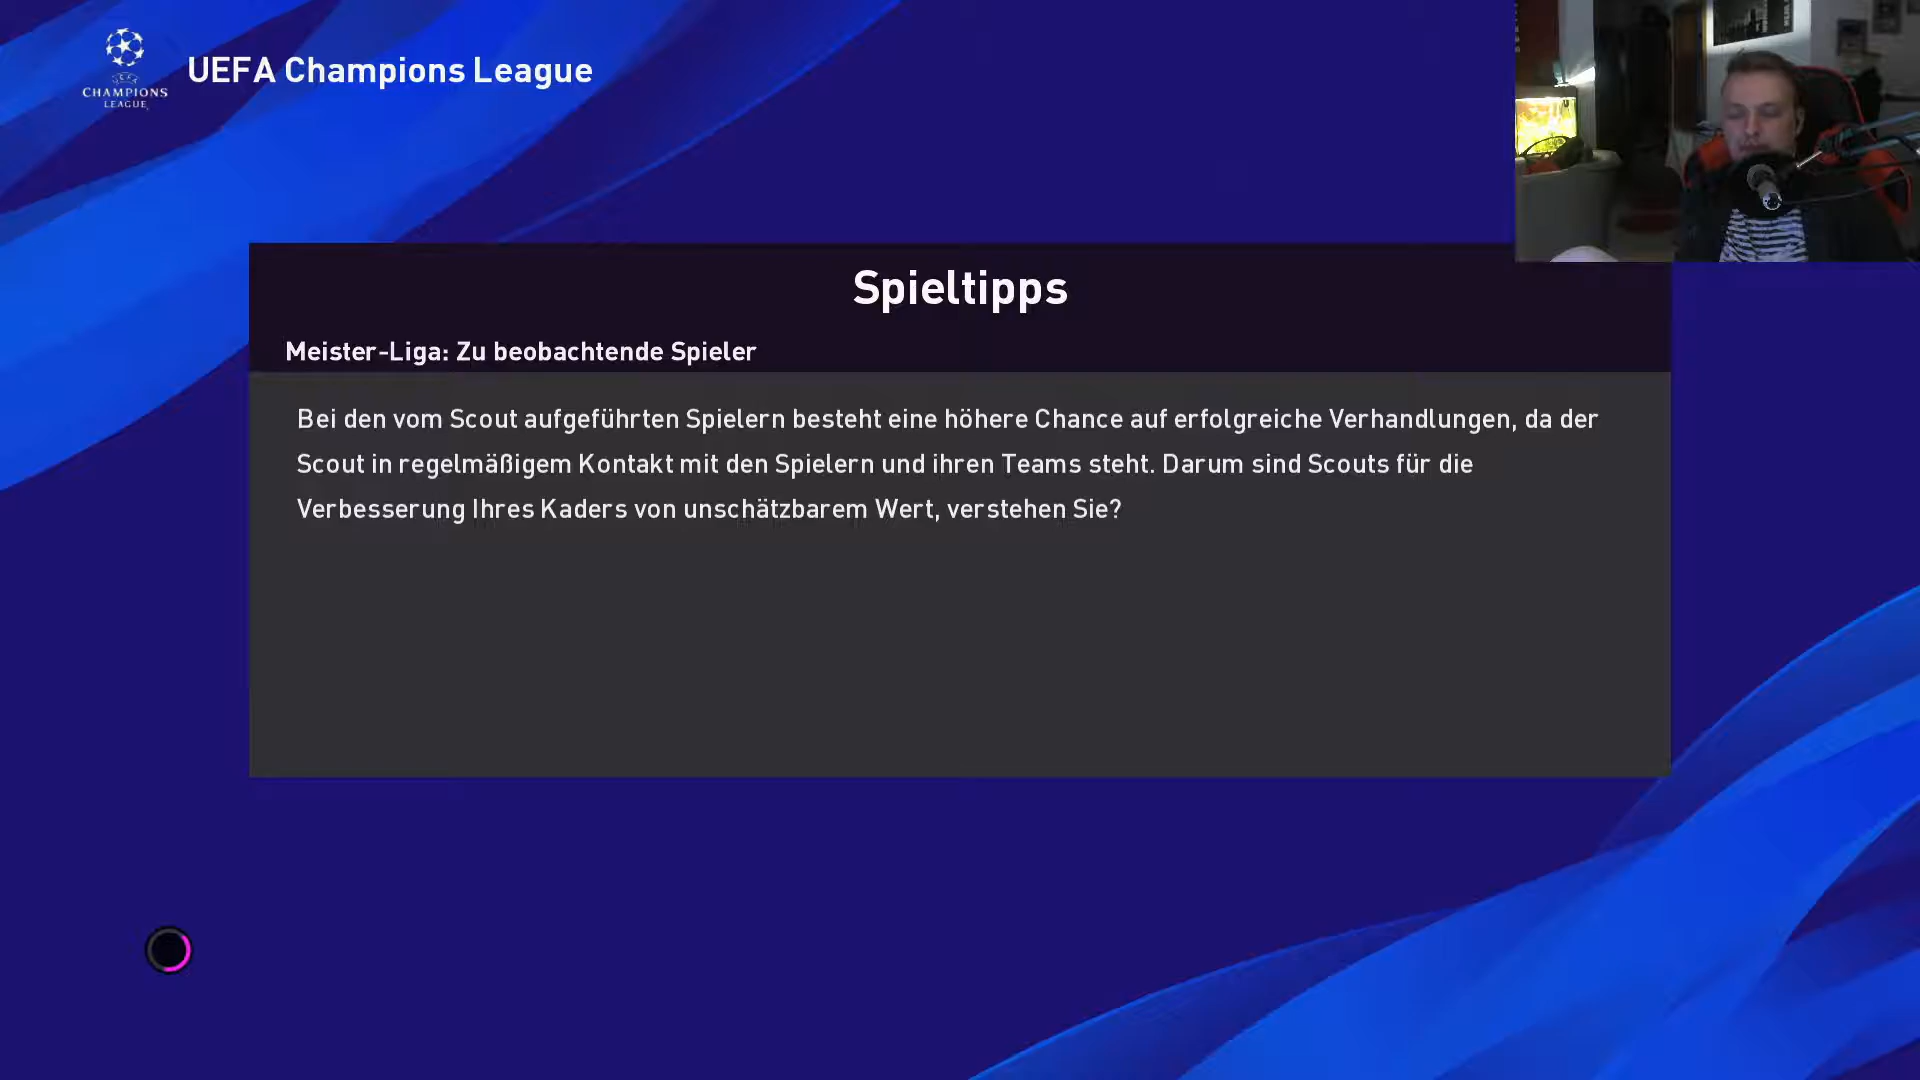 UEFA
CHAMPIONS
LEAGUE
UEFA Champions League
Spieltipps
Meister-Liga: Zu beobachtende Spieler
Bei den vom Scout aufgeführten Spielern besteht eine höhere Chance auf erfolgreiche Verhandlungen, da der
Scout in regelmäßigem Kontakt mit den Spielern und ihren Teams steht. Darum sind Scouts für die
Verbesserung Ihres Kaders von unschätzbarem Wert, verstehen Sie?